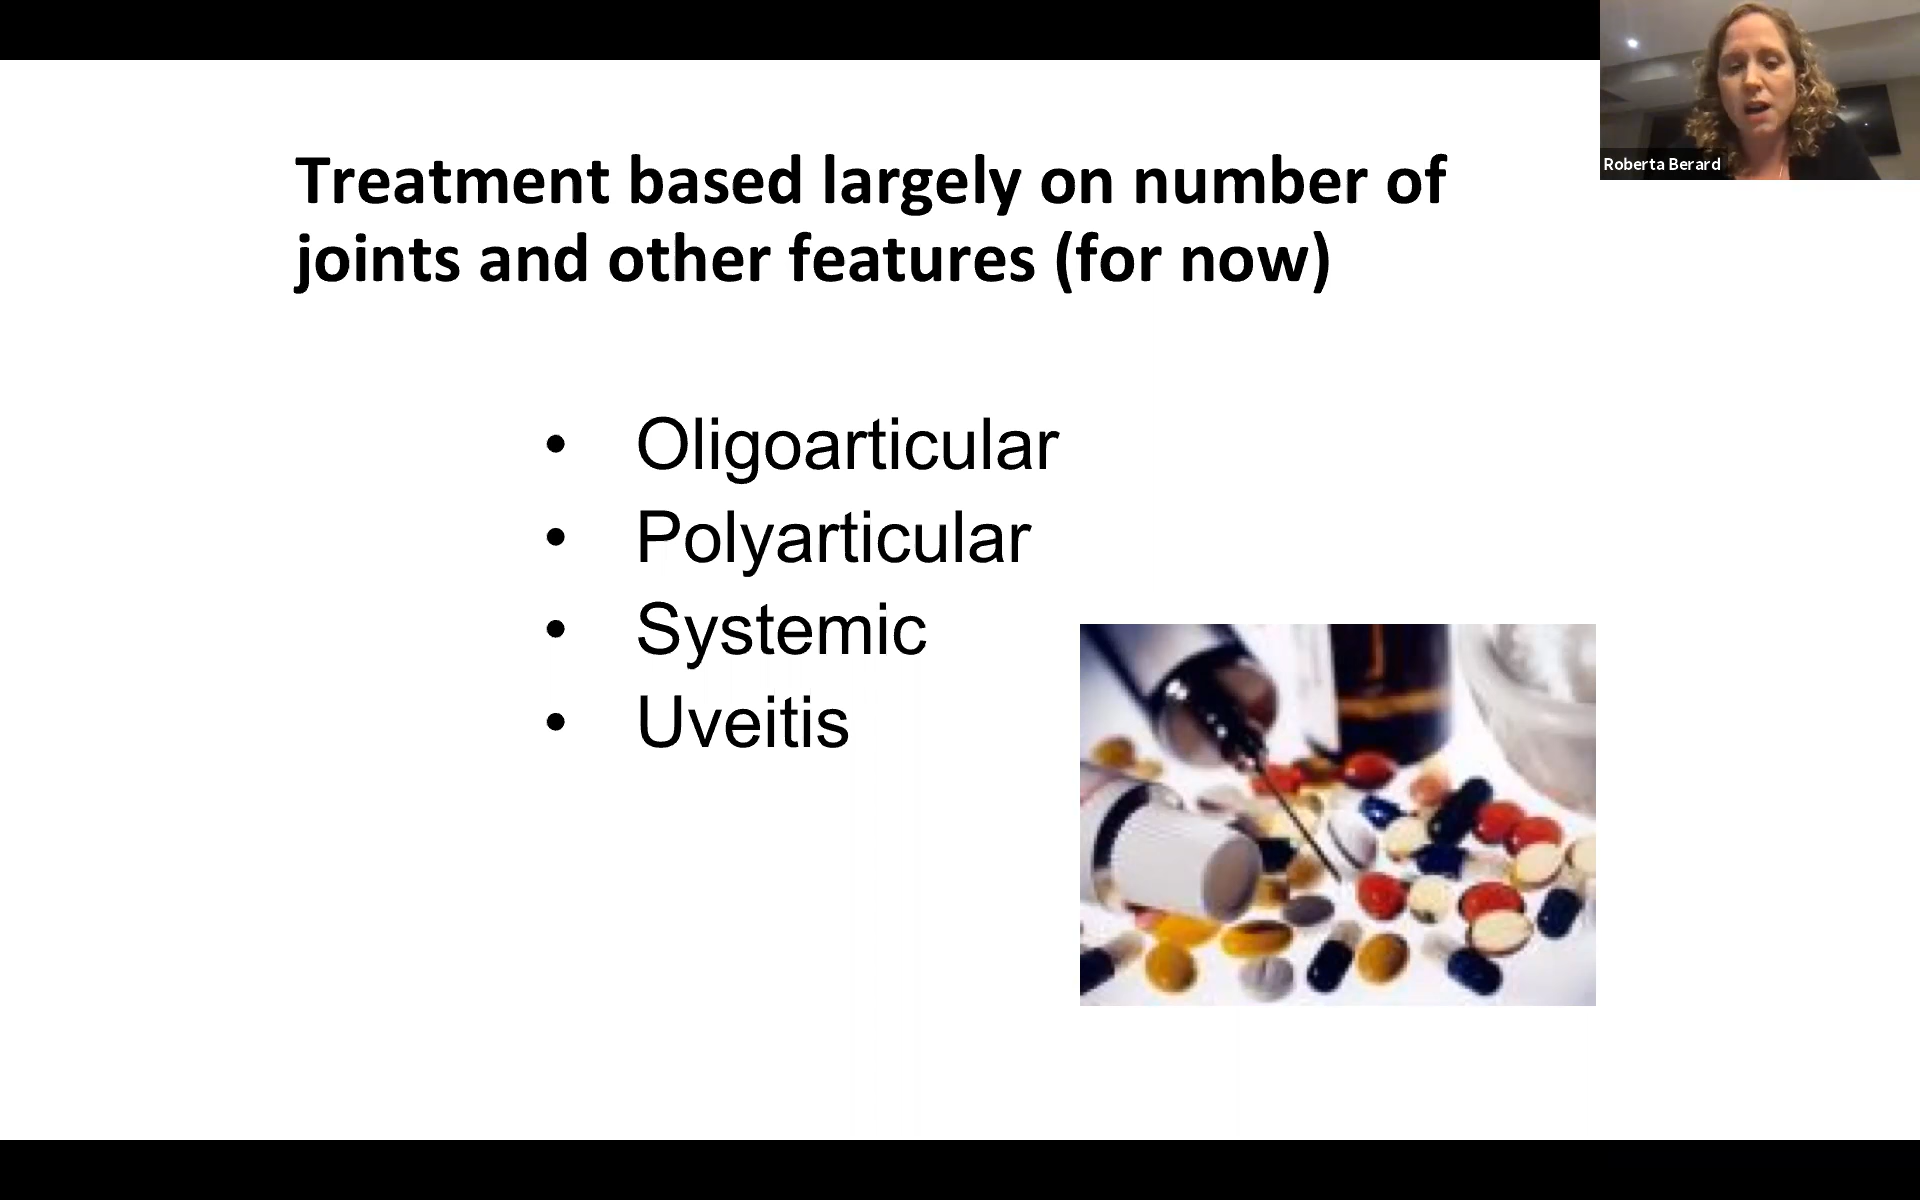 Treatment based largely on number of
joints and other features (for now)
• Oligoarticular
• Polyarticular
• Systemic
• Uveitis
Roberta Berard